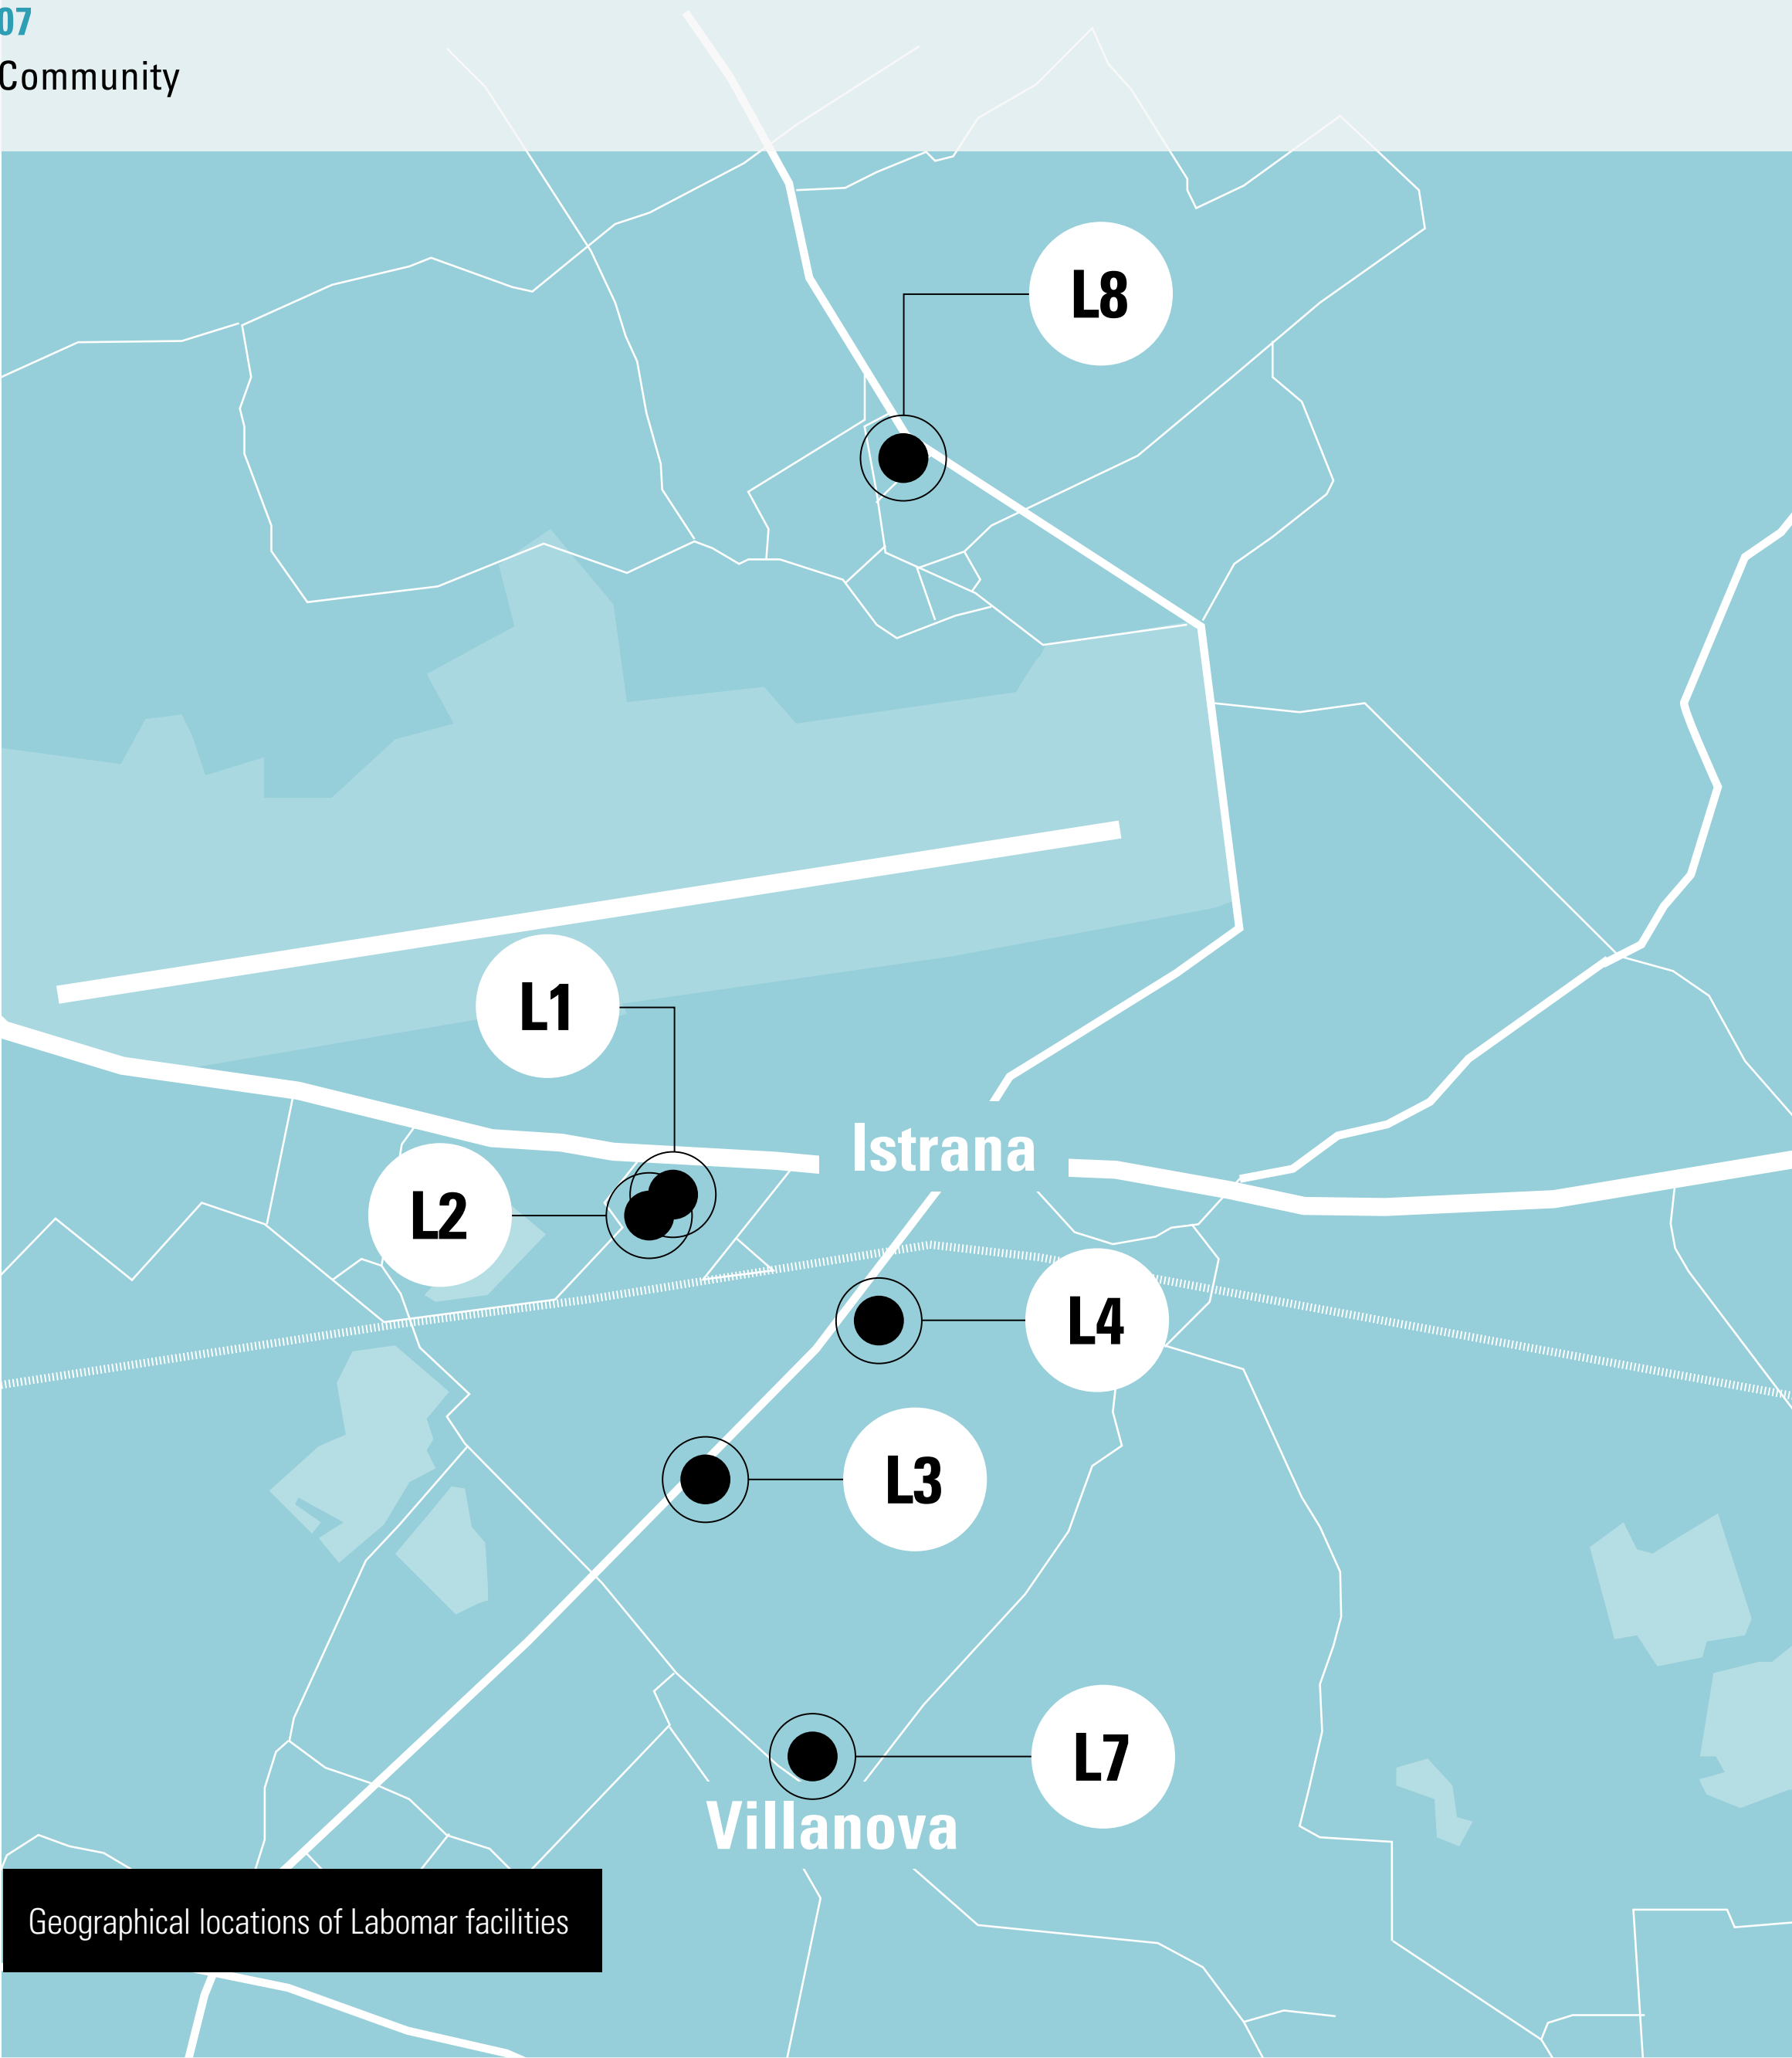 07
Community
L8
L1
Istrana
L2
L4
L3
L7
Villanova
Geographical locations of Labomar facilities